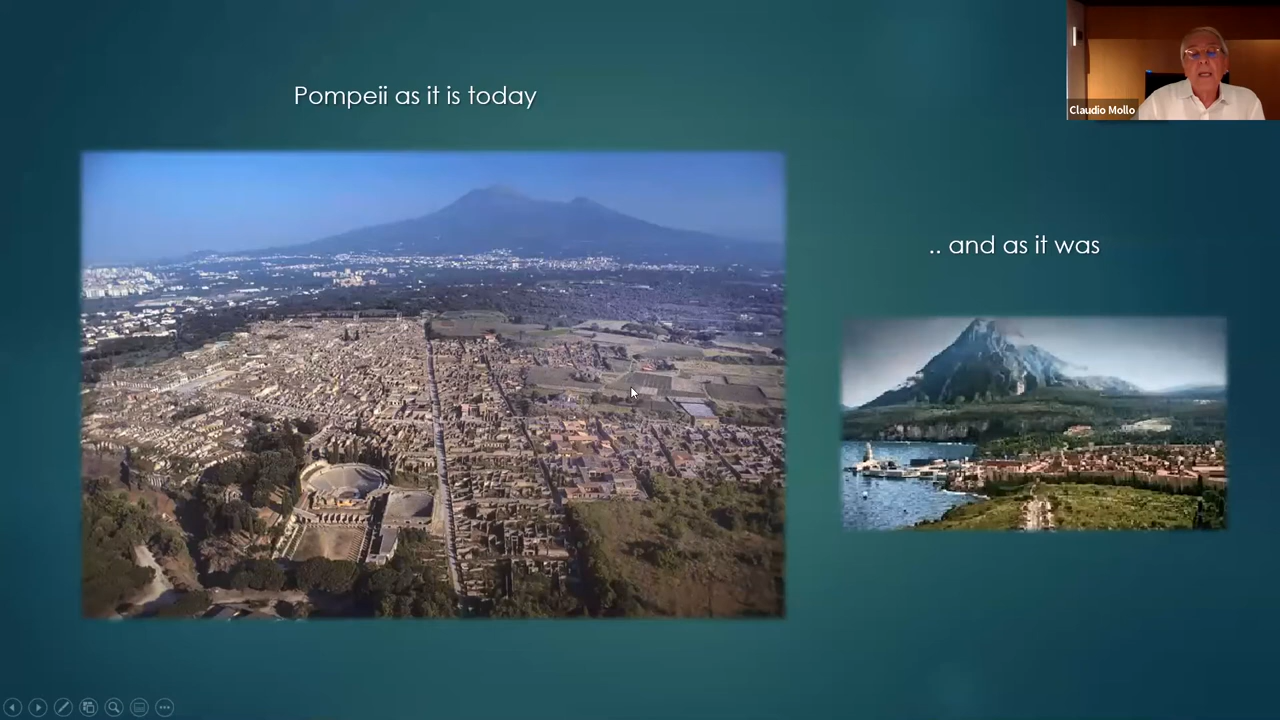 Pompeii as it is today
Claudio Mollo
.. and as it was